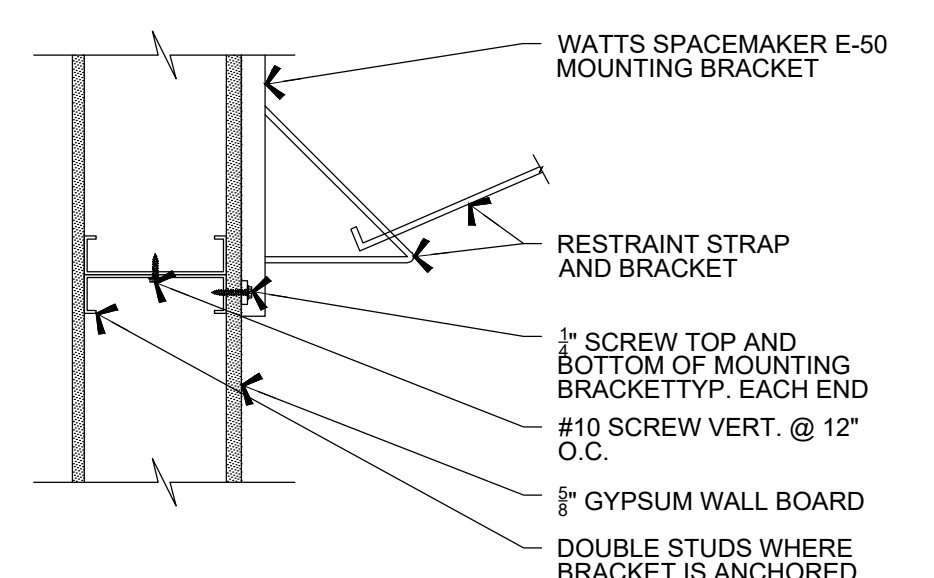 WATTS SPACEMAKER E-50
MOUNTING BRACKET
RESTRAINT STRAP
AND BRACKET
1/4" SCREW TOP AND
BOTTOM OF MOUNTING
BRACKETTYP. EACH END
#10 SCREW VERT. @ 12"
O.C.
5/8" GYPSUM WALL BOARD
DOUBLE STUDS WHERE
BRACKET IS ANCHORED